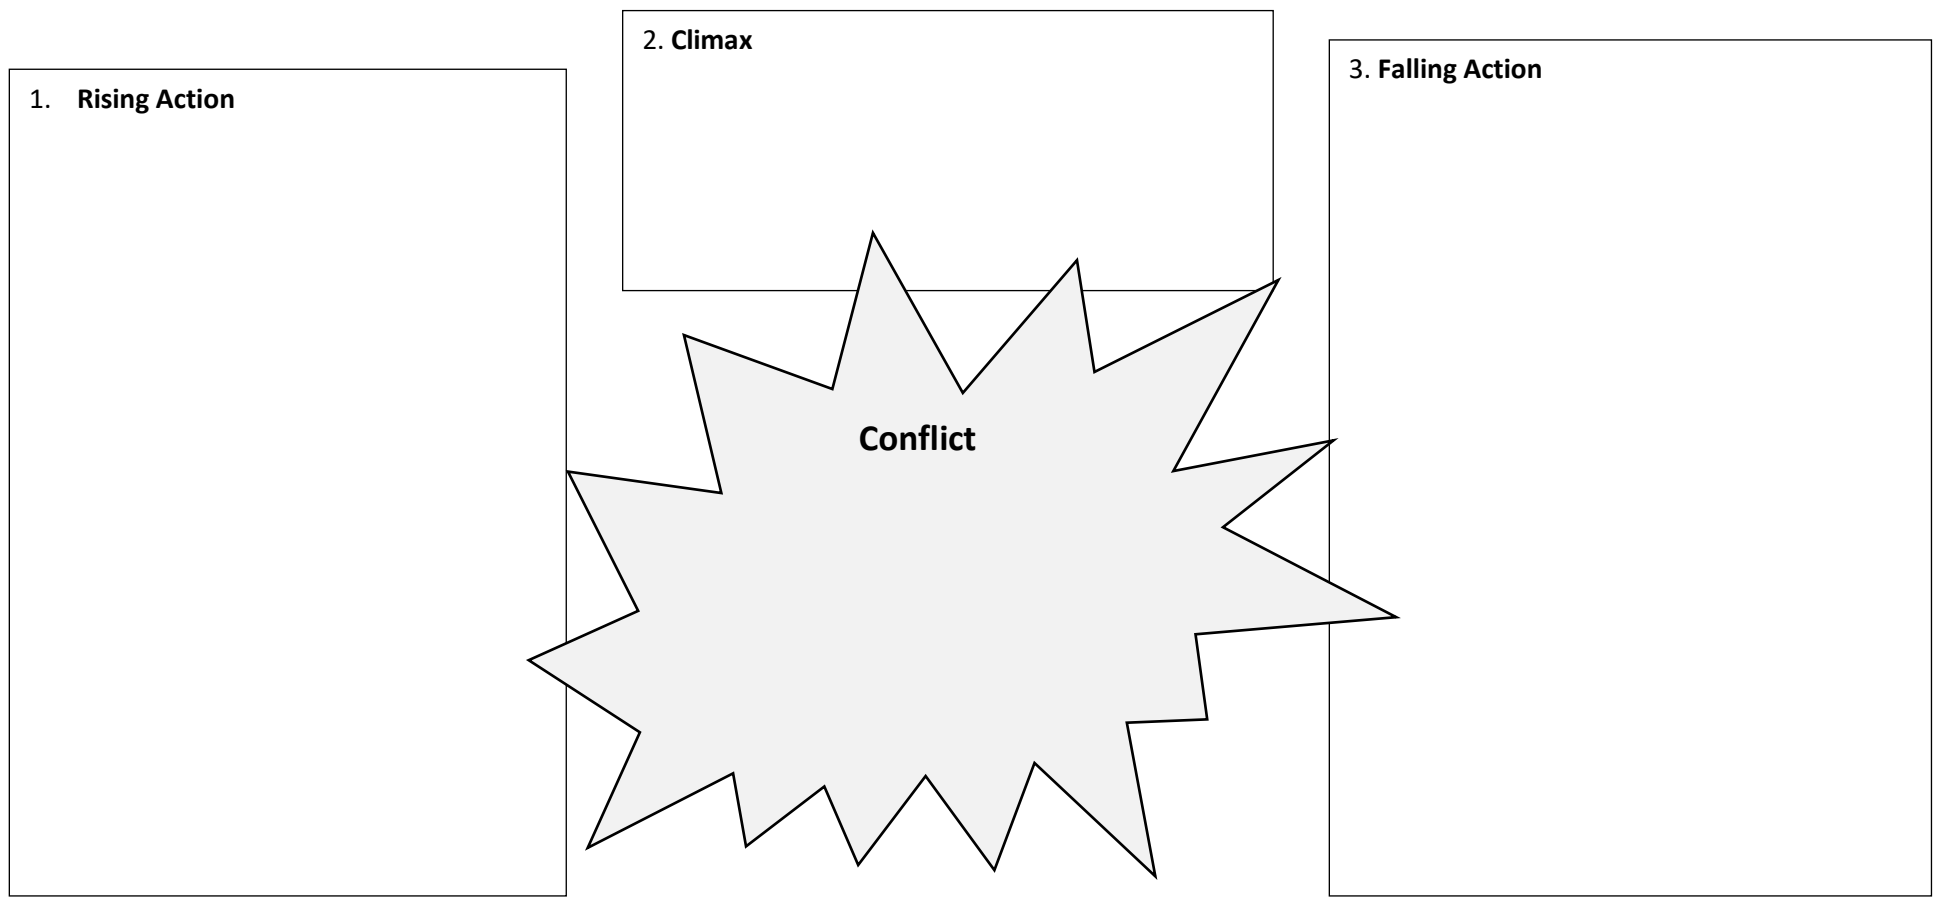 1. Rising Action
2. Climax
3. Falling Action
Conflict